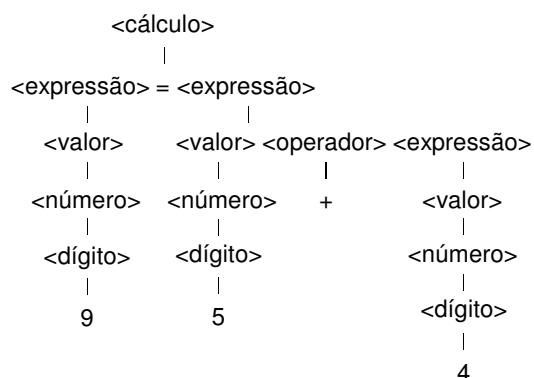 <cálculo>
<expressão> = <expressão>
<valor> <valor> <operador> <expressão>
<número> <número> + <valor>
<dígito> <dígito> <número>
9 5 <dígito>
4